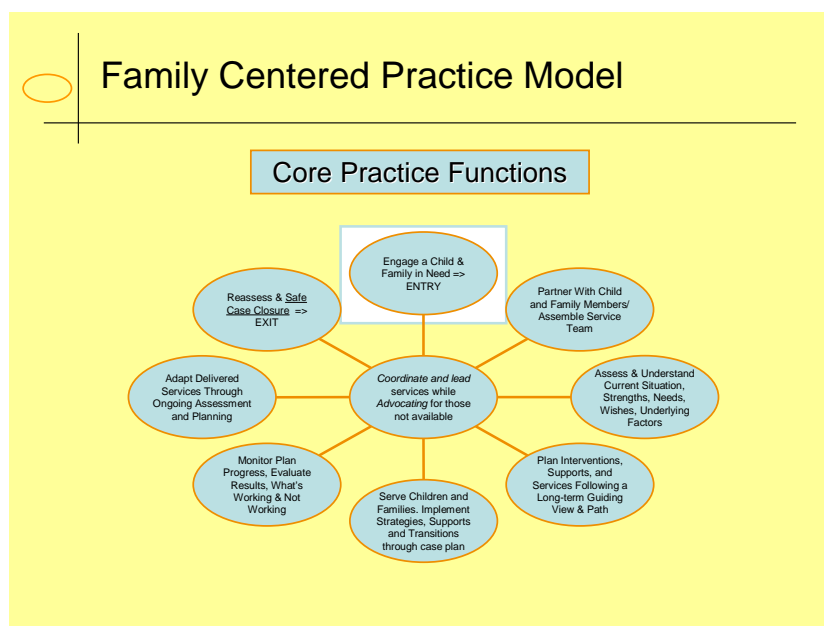 Family Centered Practice Model
Core Practice Functions
Engage a Child &
Family in Need =>
ENTRY
Partner With Child
and Family Members/
Assemble Service
Team
Assess & Understand
Current Situation,
Strengths, Needs,
Wishes, Underlying
Factors
Plan Interventions,
Supports, and
Services Following a
Long-term Guiding
View & Path
Serve Children and
Families. Implement
Strategies, Supports
and Transitions
through case plan
Monitor Plan
Progress, Evaluate
Results, What's
Working & Not
Working
Adapt Delivered
Services Through
Ongoing Assessment
and Planning
Reassess & Safe
Case Closure =>
EXIT
Coordinate and lead
services while
Advocating for those
not available